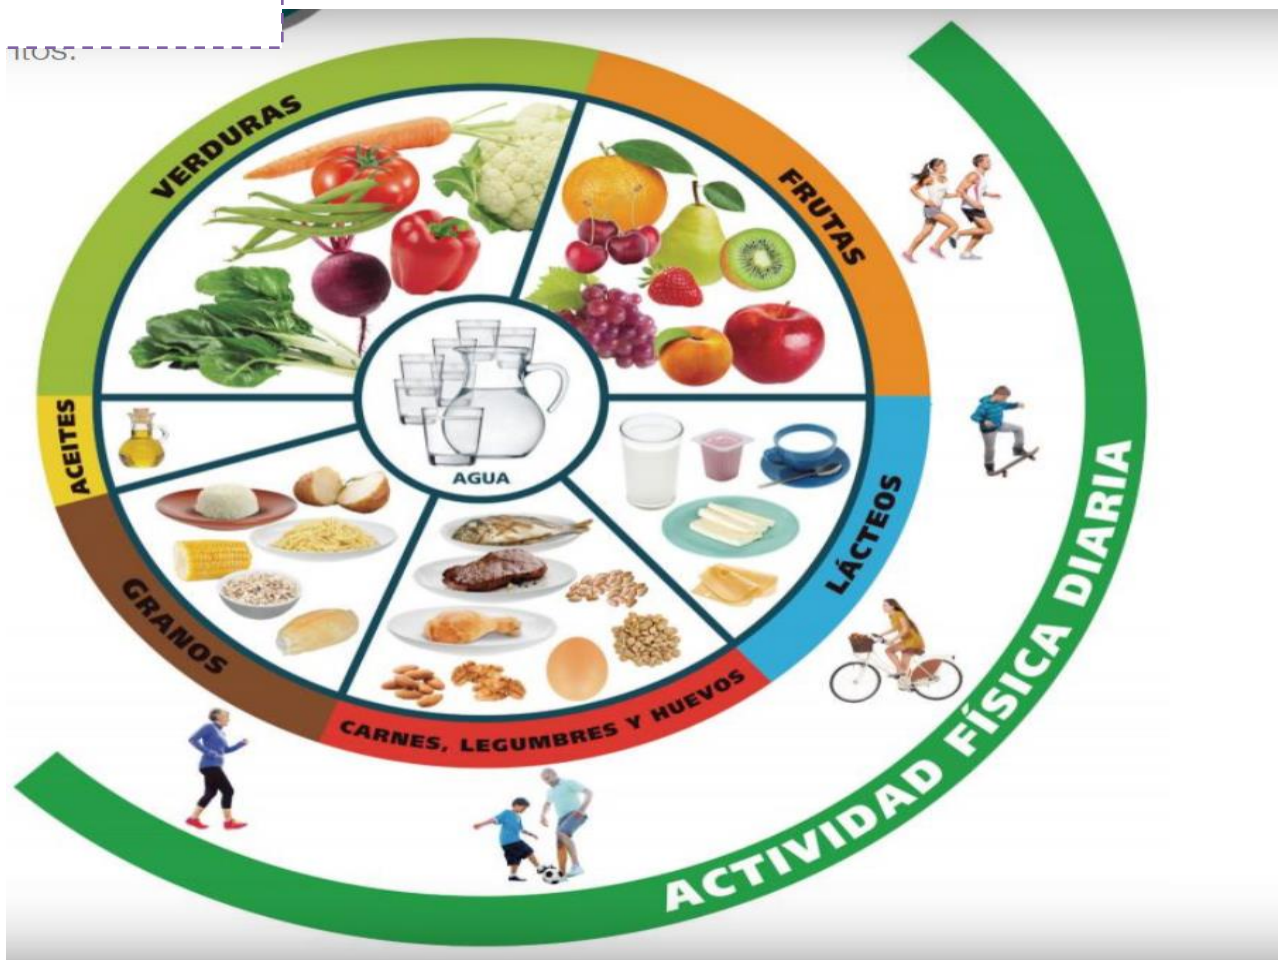 VERDURAS
FRUTAS
ACEITES
AGUA
LÁCTEOS
GRANOS
CARNES, LEGUMBRES Y HUEVOS
ACTIVIDAD FÍSICA DIARIA